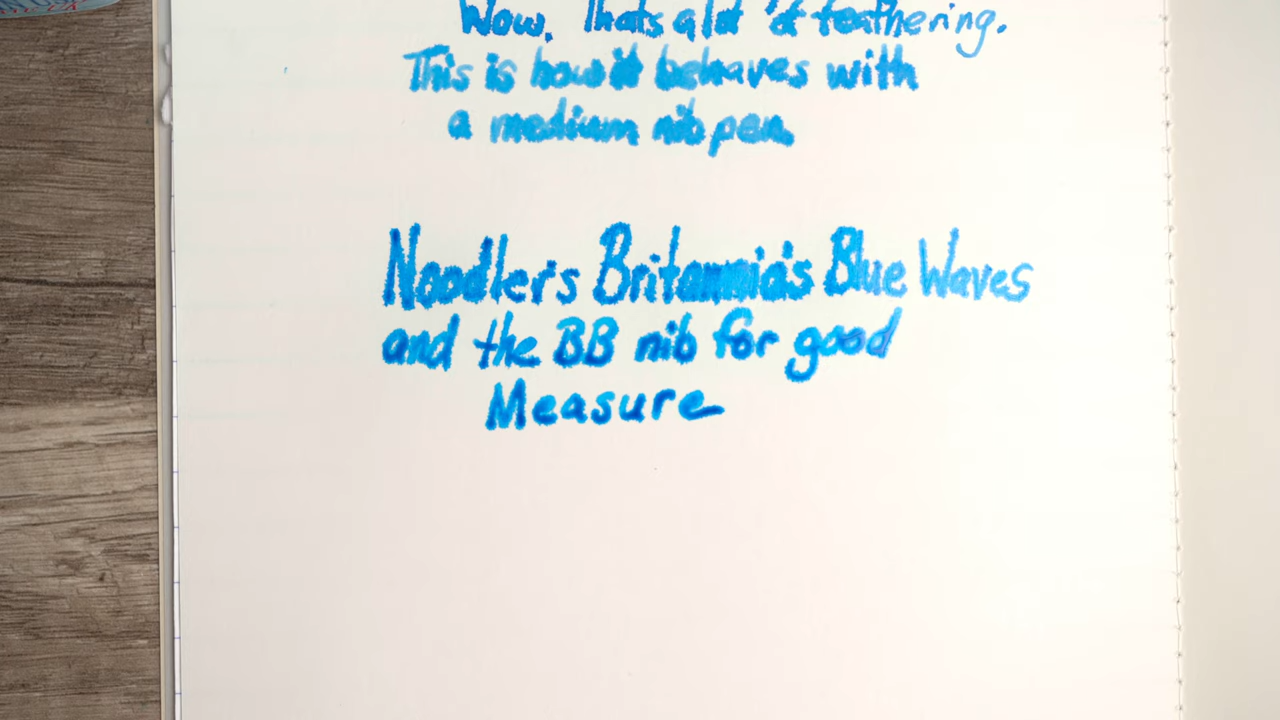 Wow. Thats a lot of feathering.
This is how it behaves with
a medium nib pen.
Noodlers Britannia's Blue Waves
and the BB nib for good
Measure